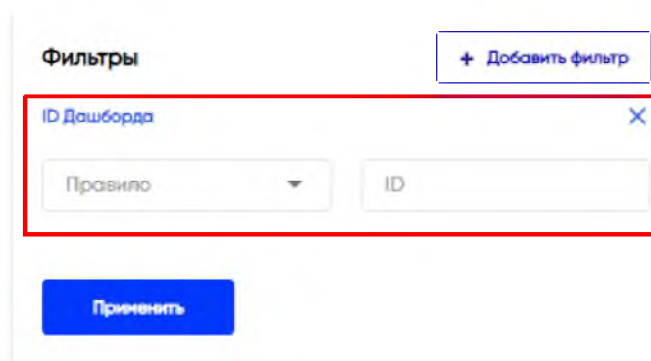 Фильтры
+ Добавить фильтр
ID Дашборда
Правило
ID
Применить